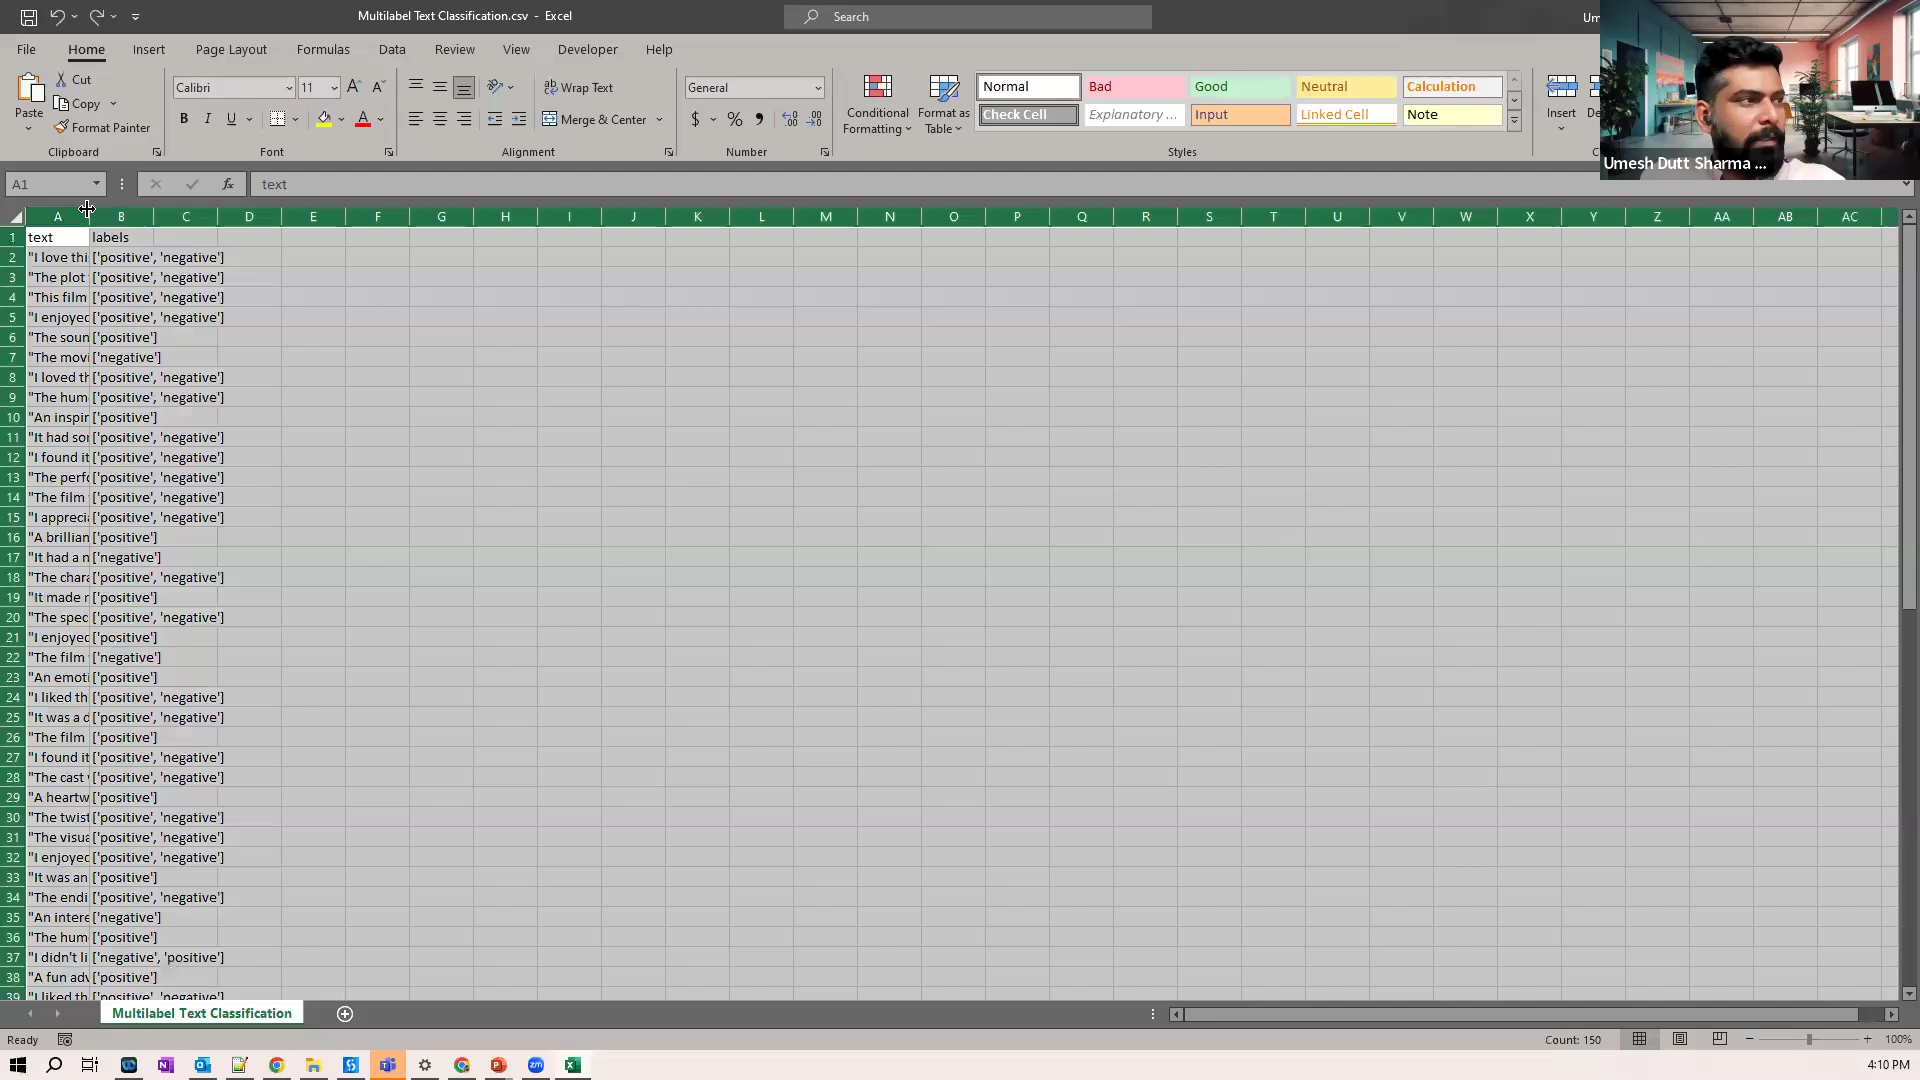 Multilabel Text Classification.csv - Excel
Search
Um
File Home Insert Page Layout Formulas Data Review View Developer Help
Cut
Copy
Format Painter
Paste
Calibri 11
B I U
Wrap Text
Merge & Center
General
$ %
Conditional Formatting
Format as Table
Normal Bad Good Neutral Calculation
Check Cell Explanatory ... Input Linked Cell Note
Insert
Clipboard Font Alignment Number Styles
Umesh Dutt Sharma ...
A1 fx text
A B C D E F G H I J K L M N O P Q R S T U V W X Y Z AA AB AC
1 text labels
2 "I love thi ['positive', 'negative']
3 "The plot ['positive', 'negative']
4 "This film ['positive', 'negative']
5 "I enjoyed ['positive', 'negative']
6 "The soun ['positive']
7 "The movi ['negative']
8 "I loved th ['positive', 'negative']
9 "The hum ['positive', 'negative']
10 "An inspir ['positive']
11 "It had sor ['positive', 'negative']
12 "I found it ['positive', 'negative']
13 "The perfo ['positive', 'negative']
14 "The film ['positive', 'negative']
15 "I apprecia ['positive', 'negative']
16 "A brillian ['positive']
17 "It had a n ['negative']
18 "The chara ['positive', 'negative']
19 "It made r ['positive']
20 "The spec ['positive', 'negative']
21 "I enjoyed ['positive']
22 "The film ['negative']
23 "An emoti ['positive']
24 "I liked th ['positive', 'negative']
25 "It was a d ['positive', 'negative']
26 "The film ['positive']
27 "I found it ['positive', 'negative']
28 "The cast ['positive', 'negative']
29 "A heartw ['positive']
30 "The twist ['positive', 'negative']
31 "The visua ['positive', 'negative']
32 "I enjoyed ['positive', 'negative']
33 "It was an ['positive']
34 "The endi ['positive', 'negative']
35 "An intere ['negative']
36 "The hum ['positive']
37 "I didn't li ['negative', 'positive']
38 "A fun adv ['positive']
39 "I liked th ['positive', 'negative']
Multilabel Text Classification
Ready
Count: 150
100%
4:10 PM